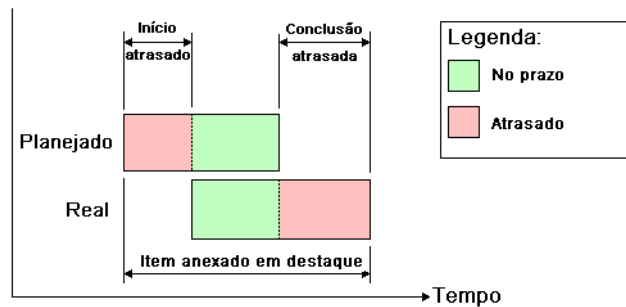 Início
atrasado
Conclusão
atrasada
Legenda:
No prazo
Atrasado
Planejado
Real
Item anexado em destaque
Tempo